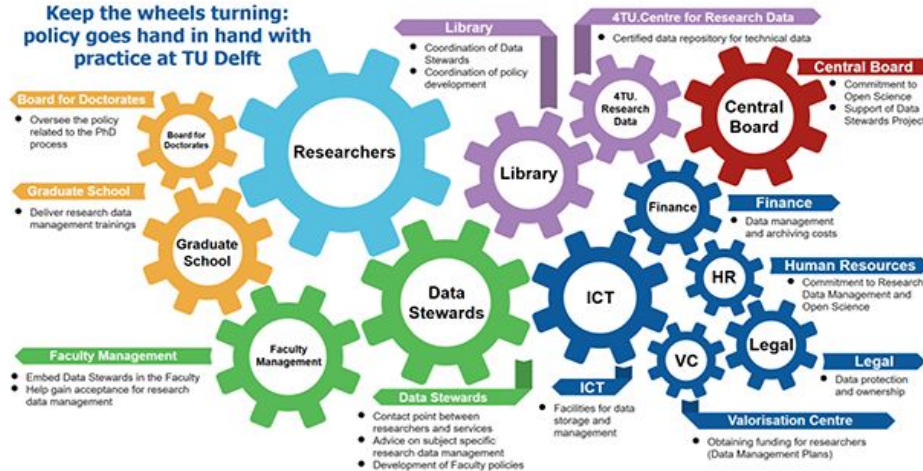 Keep the wheels turning:
policy goes hand in hand with
practice at TU Delft
Board for Doctorates
Oversee the policy
related to the PhD
process
Graduate School
Deliver research data
management trainings
Faculty Management
Embed Data Stewards in the Faculty
Help gain acceptance for research
data management
Board for
Doctorates
Graduate
School
Faculty
Management
Researchers
Data
Stewards
Data Stewards
Contact point between
researchers and services
Advice on subject specific
research data management
Development of Faculty policies
Library
Coordination of Data
Stewards
Coordination of policy
development
Library
4TU.Centre for Research Data
Certified data repository for technical data
4TU.
Research
Data
Central
Board
Central Board
Commitment to
Open Science
Support of Data
Stewards Project
Finance
Finance
Data management
and archiving costs
HR
Human Resources
Commitment to Research
Data Management and
Open Science
Legal
Legal
Data protection
and ownership
ICT
ICT
Facilities for data
storage and
management
VC
Valorisation Centre
Obtaining funding for researchers
(Data Management Plans)